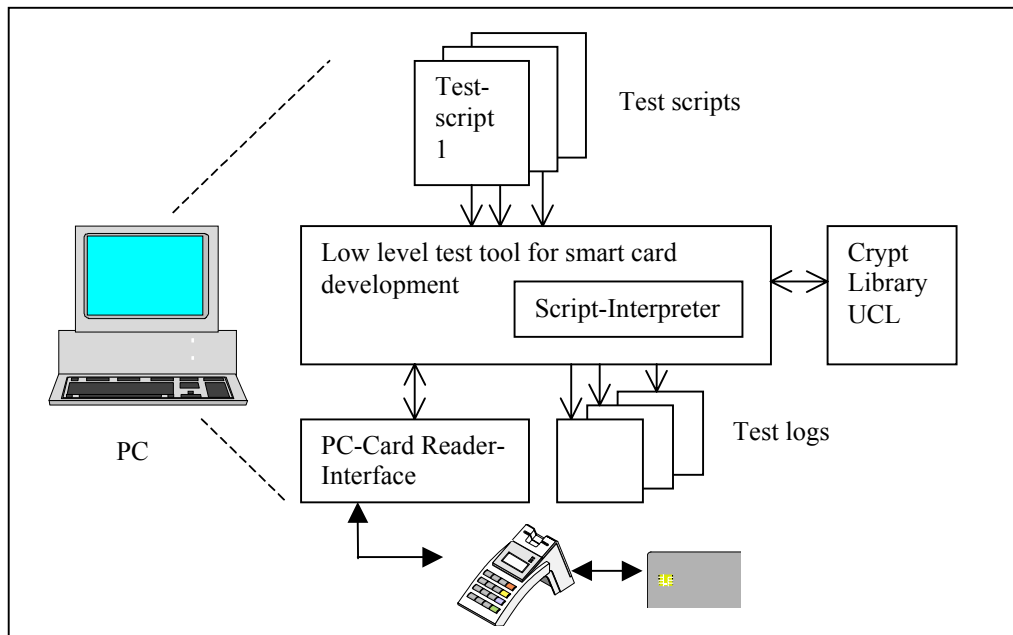 Test-
script
1
Test scripts
Low level test tool for smart card
development
Script-Interpreter
Crypt
Library
UCL
PC
PC-Card Reader-
Interface
Test logs